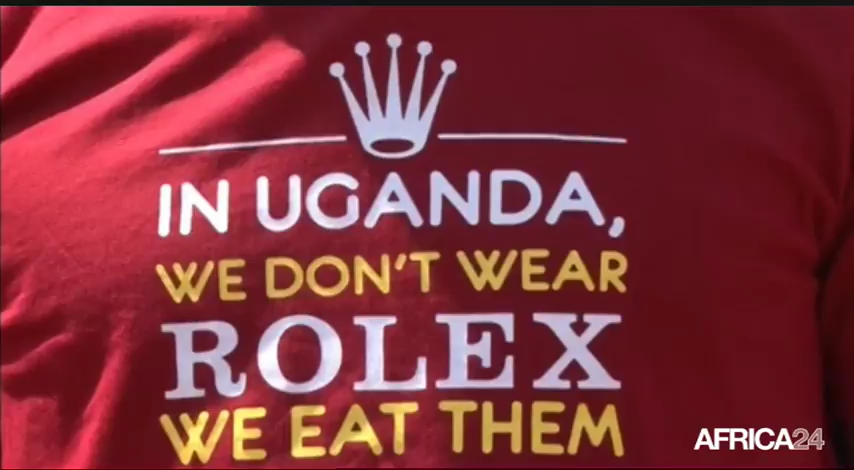 IN UGANDA,
WE DON'T WEAR
ROLEX
WE EAT THEM
AFRICA24